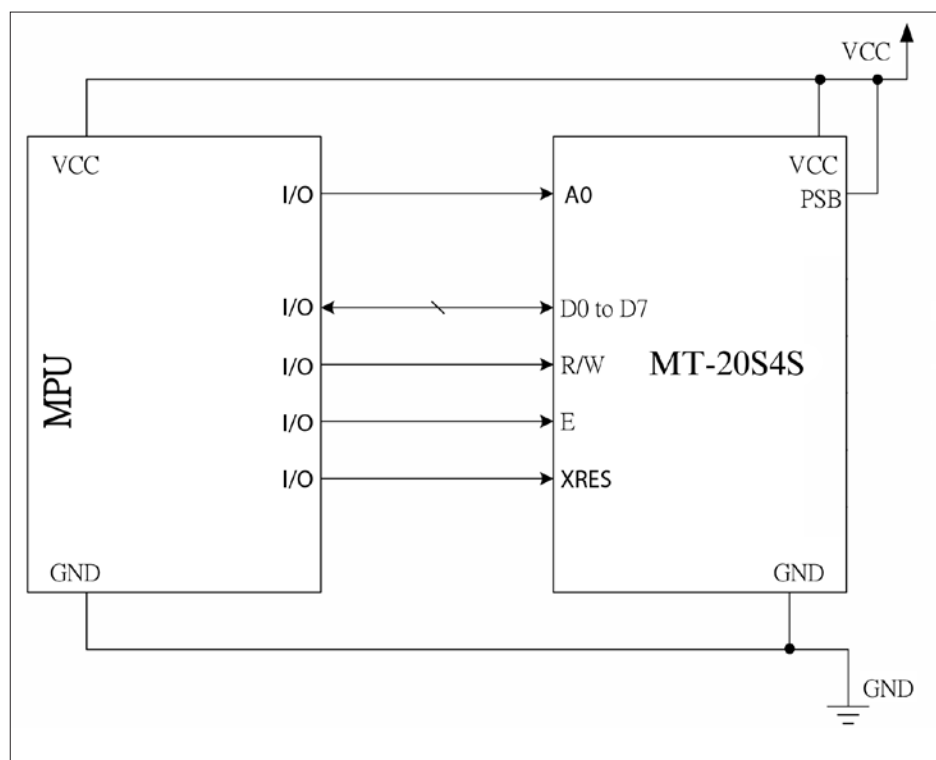 VCC
VCC
VCC
I/O
A0
PSB
I/O
D0 to D7
I/O
R/W
MT-20S4S
MPU
I/O
E
I/O
XRES
GND
GND
GND